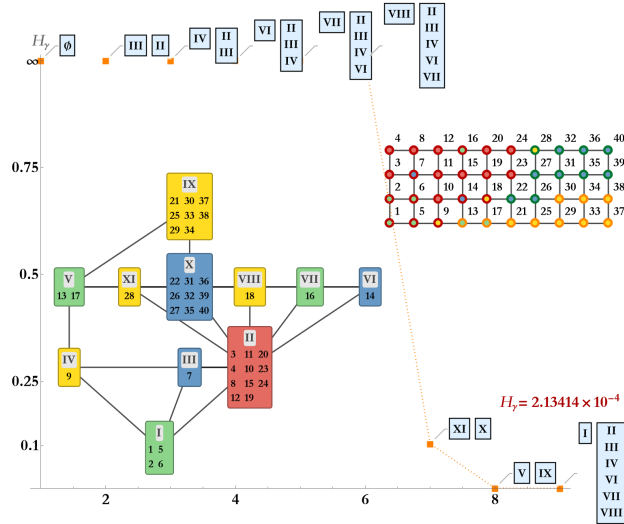 H_γ
∅
III II
IV II III
VI II III IV
VII II III IV VI
VIII II III IV VI VII
∞
4 8 12 16 20 24 28 32 36 40
3 7 11 15 19 23 27 31 35 39
2 6 10 14 18 22 26 30 34 38
1 5 9 13 17 21 25 29 33 37
0.75
IX
21 30 37
25 33 38
29 34
0.5
V
13 17
XI
28
X
22 31 36
26 32 39
27 35 40
VIII
18
VII
16
VI
14
II
3 11 20
4 10 23
8 15 24
12 19
IV
9
III
7
0.25
I
1 5
2 6
H_γ = 2.13414 × 10⁻⁴
0.1
XI X
V IX
I II III IV VI VII VIII
2 4 6 8